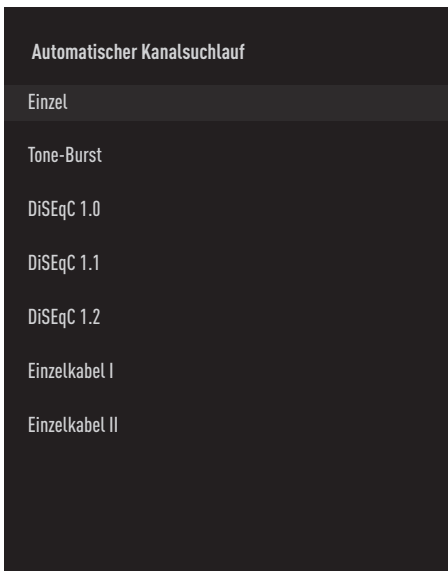 Automatischer Kanalsuchlauf
Einzel
Tone-Burst
DiSEqC 1.0
DiSEqC 1.1
DiSEqC 1.2
Einzelkabel I
Einzelkabel II